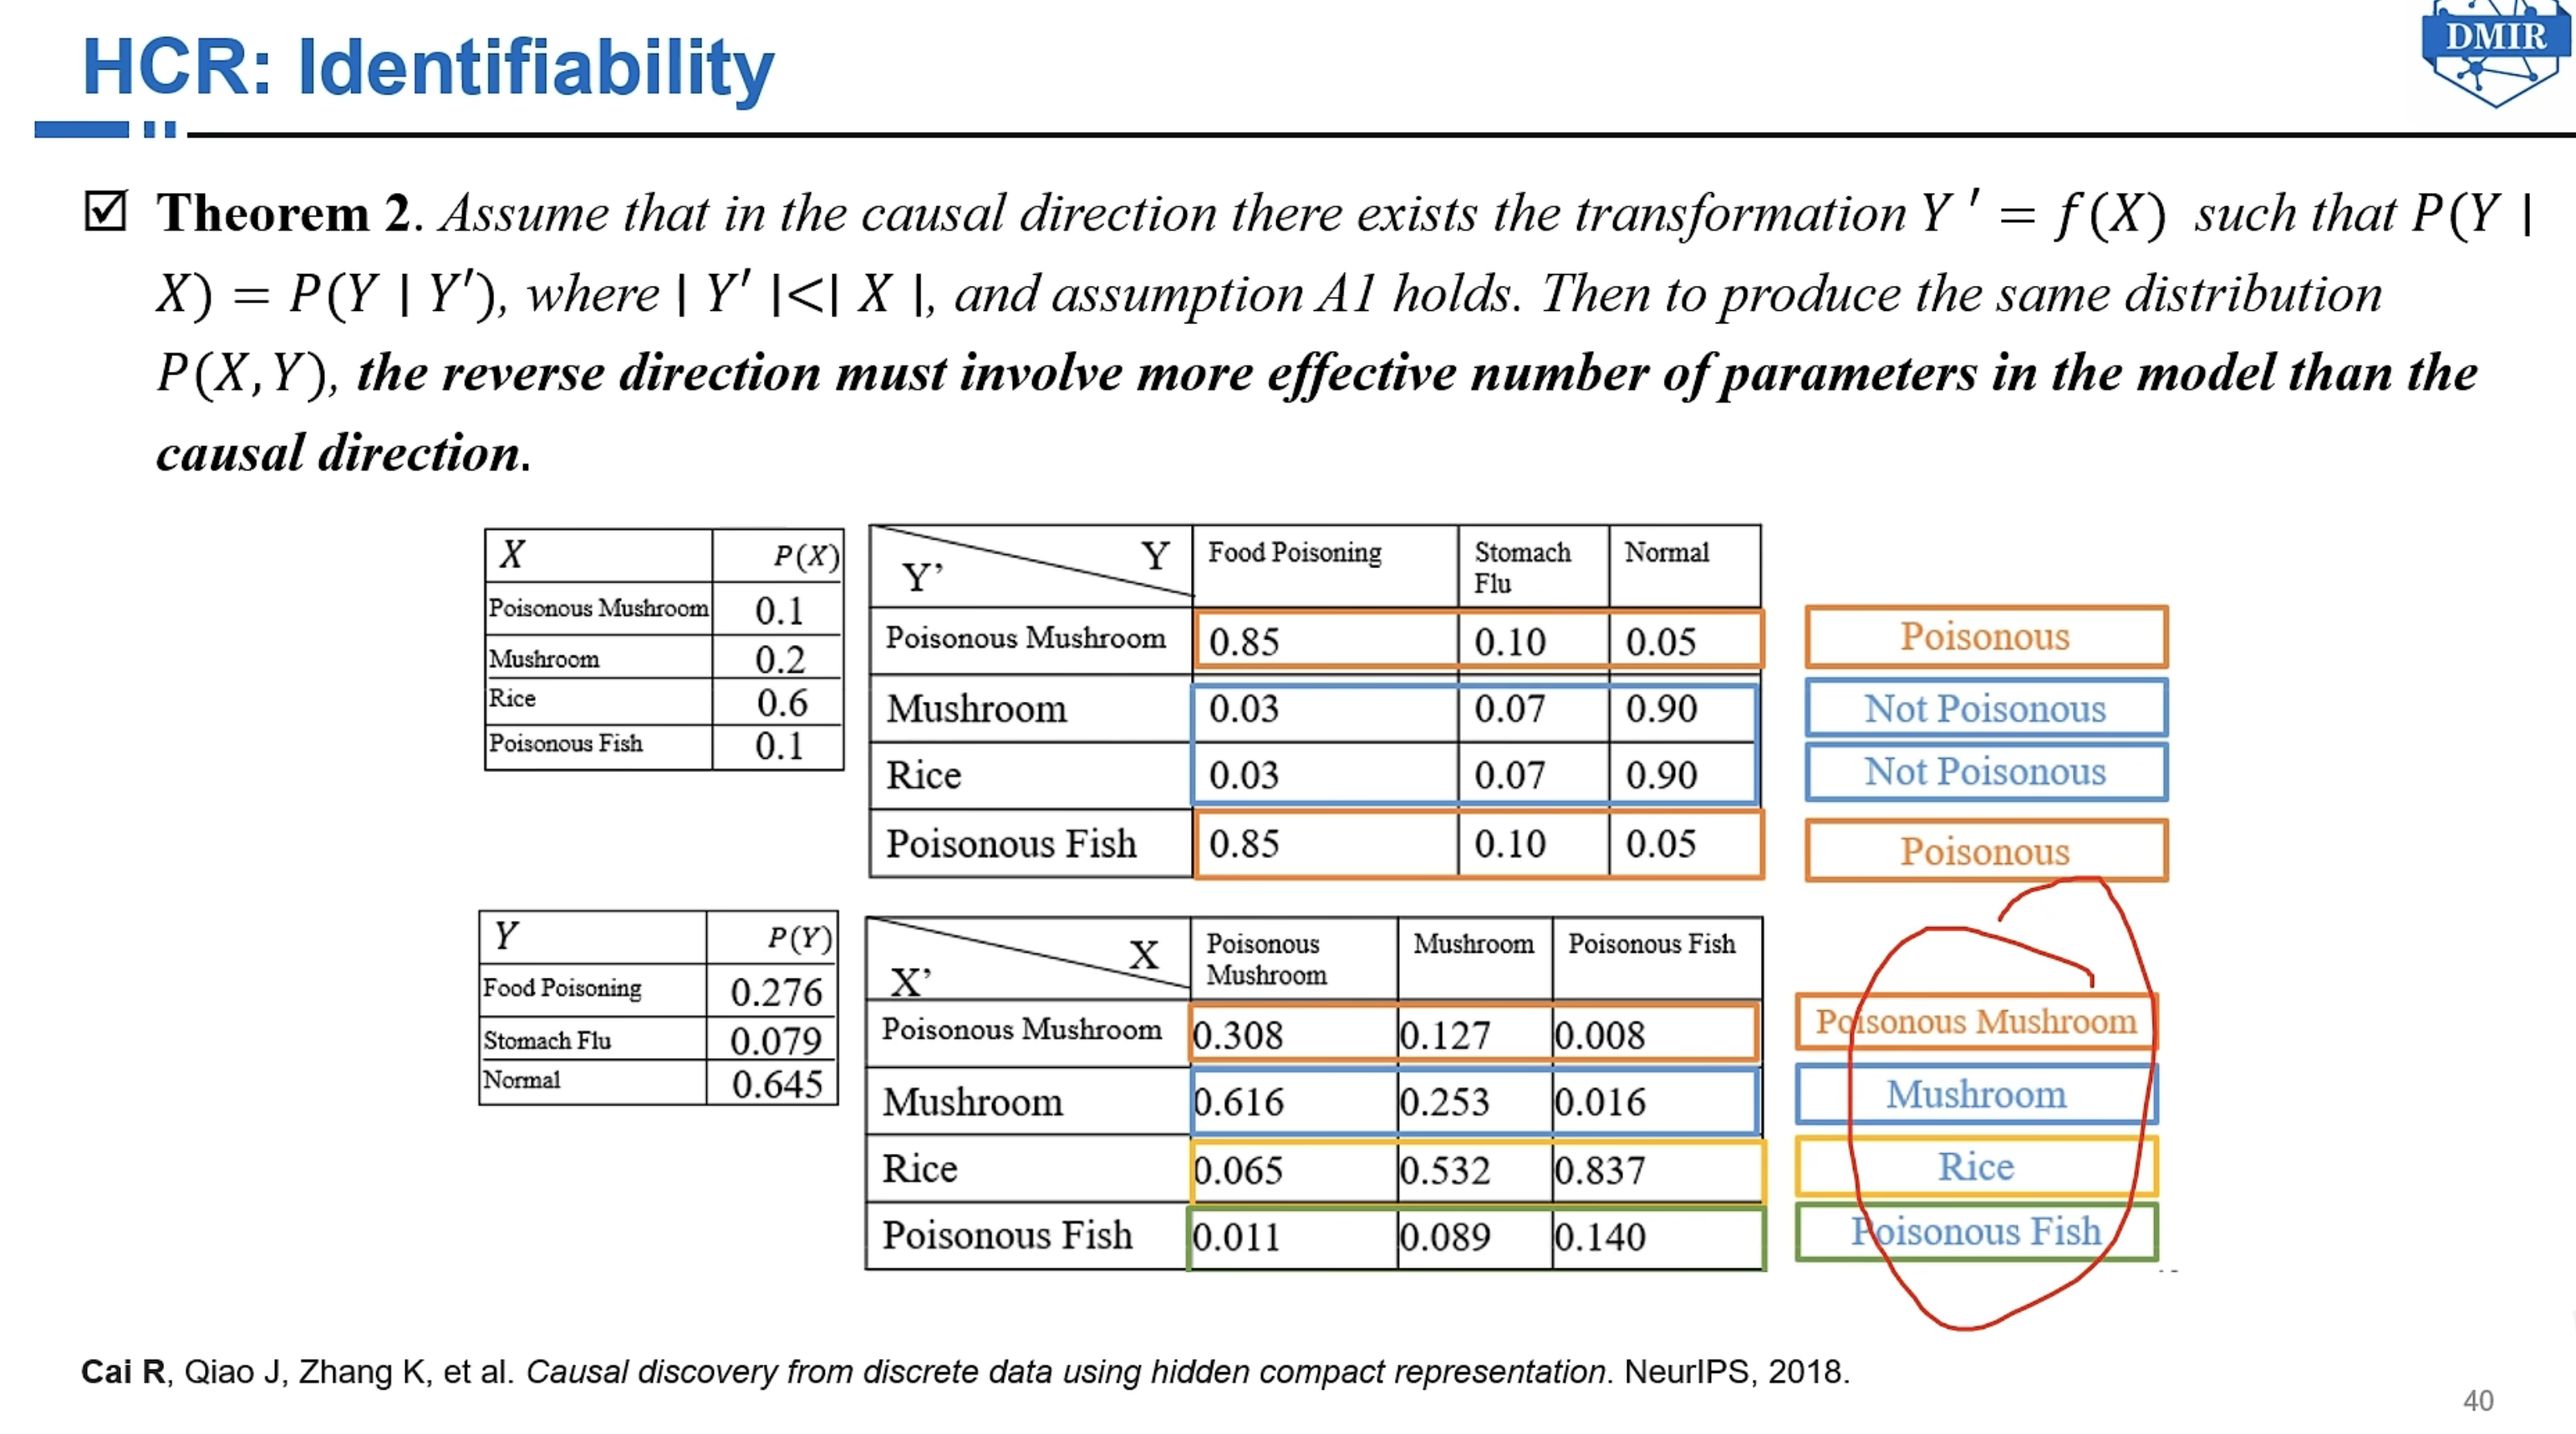 HCR: Identifiability
DMIR
☑ Theorem 2. Assume that in the causal direction there exists the transformation Y ′ = f(X) such that P(Y |
X) = P(Y | Y′), where | Y′ |<| X |, and assumption A1 holds. Then to produce the same distribution
P(X,Y), the reverse direction must involve more effective number of parameters in the model than the
causal direction.
X P(X)
Poisonous Mushroom 0.1
Mushroom 0.2
Rice 0.6
Poisonous Fish 0.1
Y’ Y Food Poisoning Stomach Flu Normal
Poisonous Mushroom 0.85 0.10 0.05 Poisonous
Mushroom 0.03 0.07 0.90 Not Poisonous
Rice 0.03 0.07 0.90 Not Poisonous
Poisonous Fish 0.85 0.10 0.05 Poisonous
Y P(Y)
Food Poisoning 0.276
Stomach Flu 0.079
Normal 0.645
X’ X Poisonous Mushroom Mushroom Poisonous Fish
Poisonous Mushroom 0.308 0.127 0.008 Poisonous Mushroom
Mushroom 0.616 0.253 0.016 Mushroom
Rice 0.065 0.532 0.837 Rice
Poisonous Fish 0.011 0.089 0.140 Poisonous Fish
Cai R, Qiao J, Zhang K, et al. Causal discovery from discrete data using hidden compact representation. NeurIPS, 2018.
40